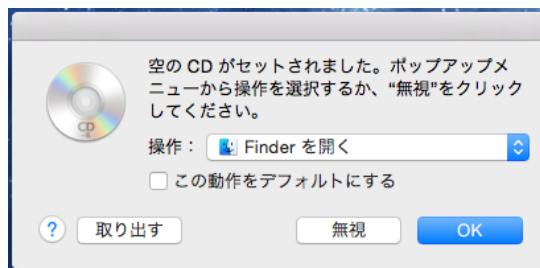 空の CD がセットされました。ポップアップメ
ニューから操作を選択するか、“無視”をクリック
してください。
CD
-R
操作： Finder を開く
この動作をデフォルトにする
? 取り出す 無視 OK